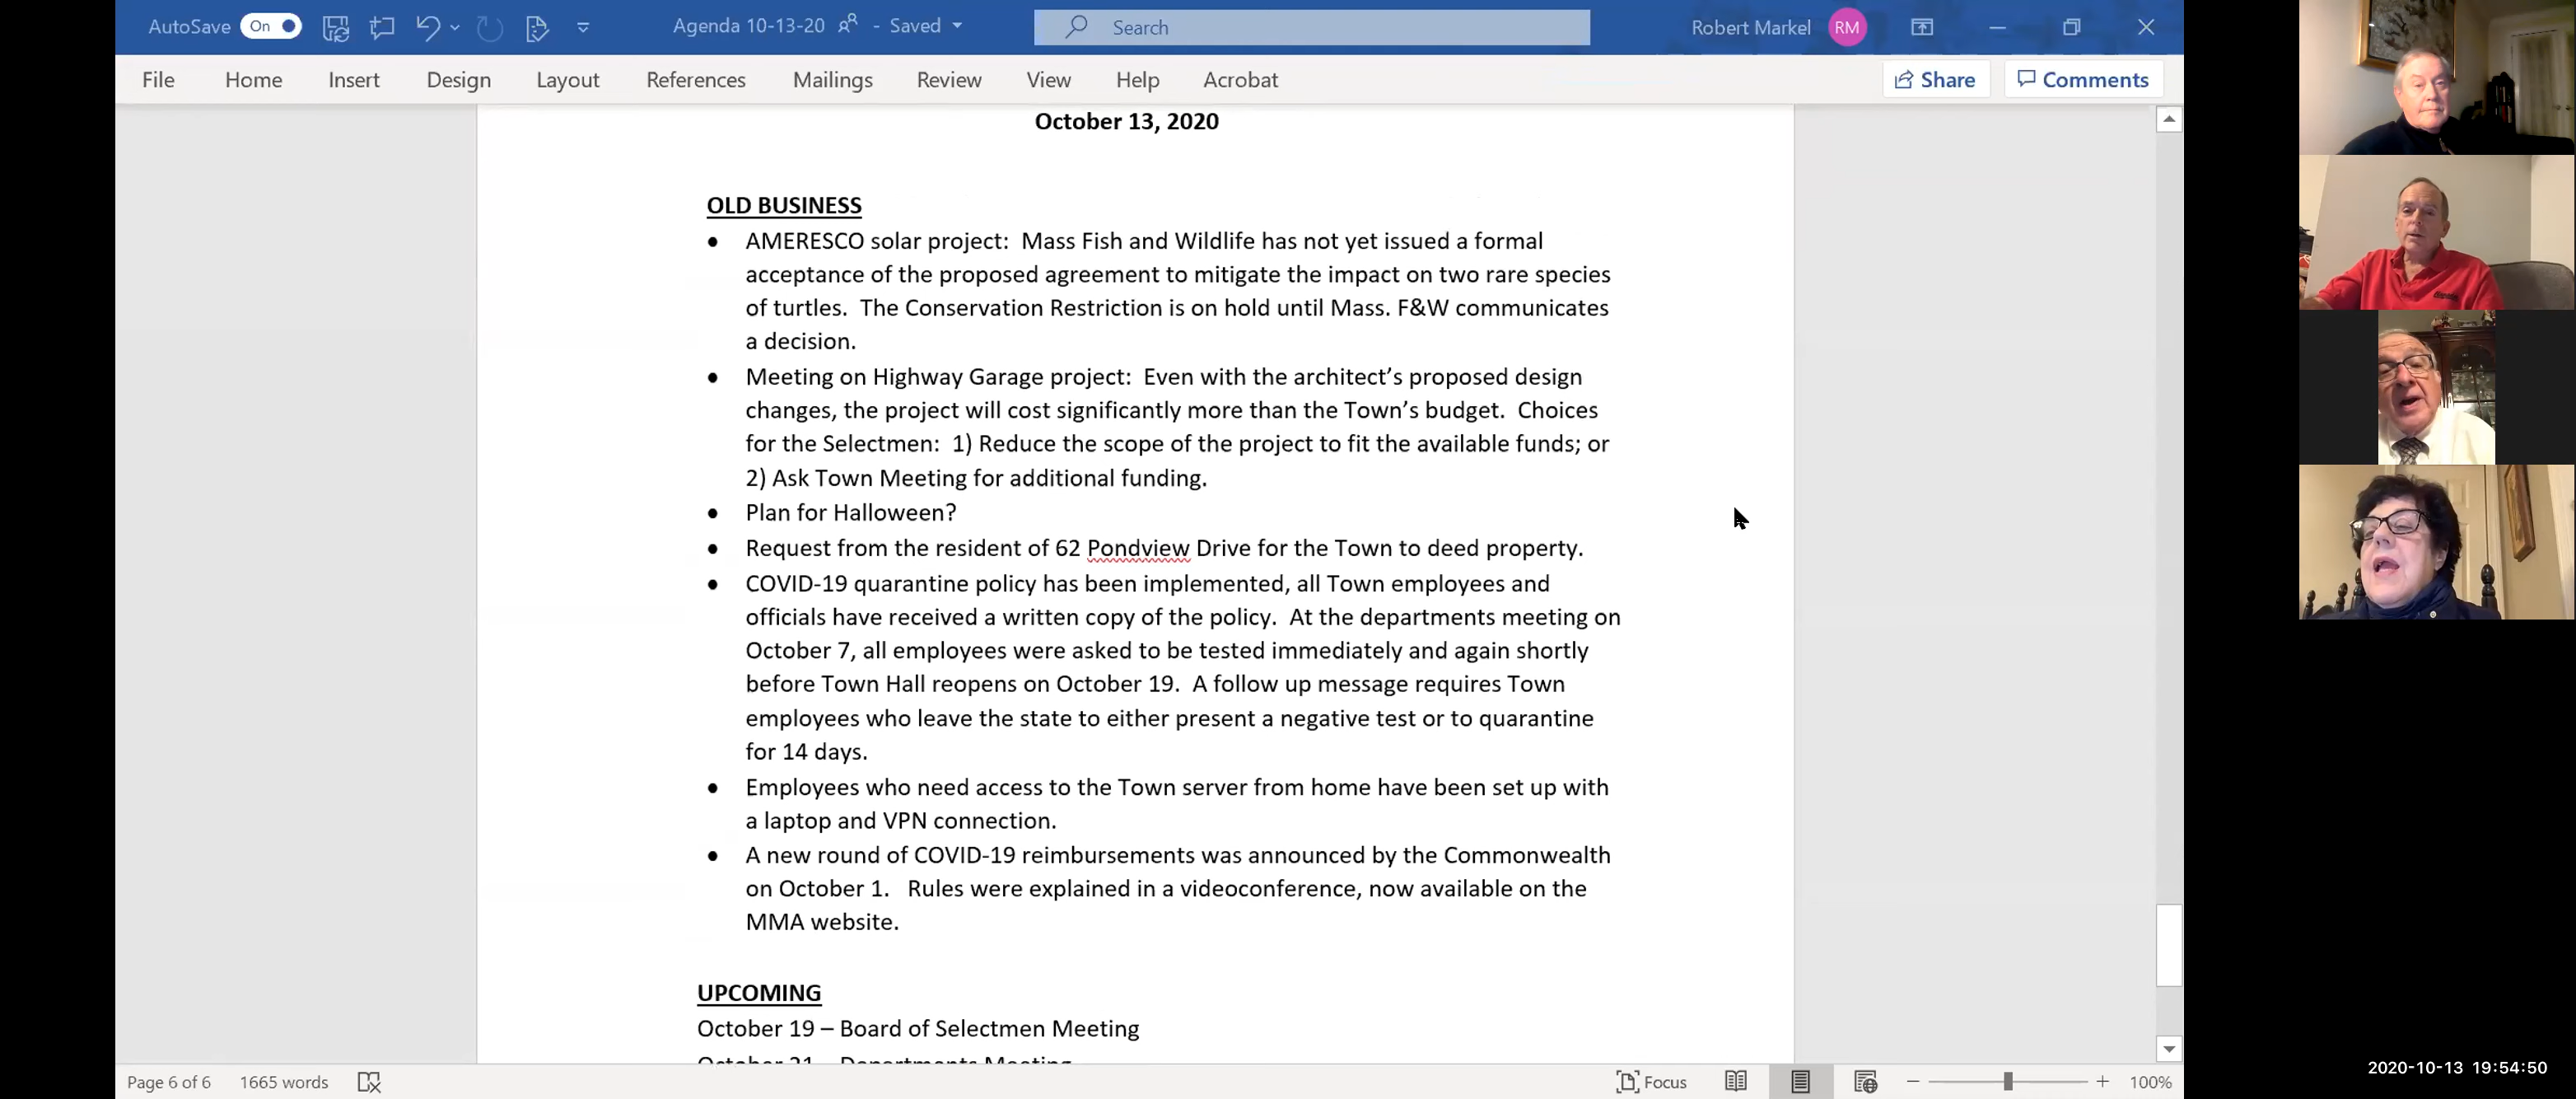 AutoSave On Agenda 10-13-20 - Saved Search Robert Markel RM
File Home Insert Design Layout References Mailings Review View Help Acrobat Share Comments
October 13, 2020
OLD BUSINESS
• AMERESCO solar project:  Mass Fish and Wildlife has not yet issued a formal
acceptance of the proposed agreement to mitigate the impact on two rare species
of turtles.  The Conservation Restriction is on hold until Mass. F&W communicates
a decision.
• Meeting on Highway Garage project:  Even with the architect’s proposed design
changes, the project will cost significantly more than the Town’s budget.  Choices
for the Selectmen:  1) Reduce the scope of the project to fit the available funds; or
2) Ask Town Meeting for additional funding.
• Plan for Halloween?
• Request from the resident of 62 Pondview Drive for the Town to deed property.
• COVID-19 quarantine policy has been implemented, all Town employees and
officials have received a written copy of the policy.  At the departments meeting on
October 7, all employees were asked to be tested immediately and again shortly
before Town Hall reopens on October 19.  A follow up message requires Town
employees who leave the state to either present a negative test or to quarantine
for 14 days.
• Employees who need access to the Town server from home have been set up with
a laptop and VPN connection.
• A new round of COVID-19 reimbursements was announced by the Commonwealth
on October 1.   Rules were explained in a videoconference, now available on the
MMA website.
UPCOMING
October 19 – Board of Selectmen Meeting
October 21 – Departments Meeting
Page 6 of 6 1665 words Focus 100%
2020-10-13 19:54:50